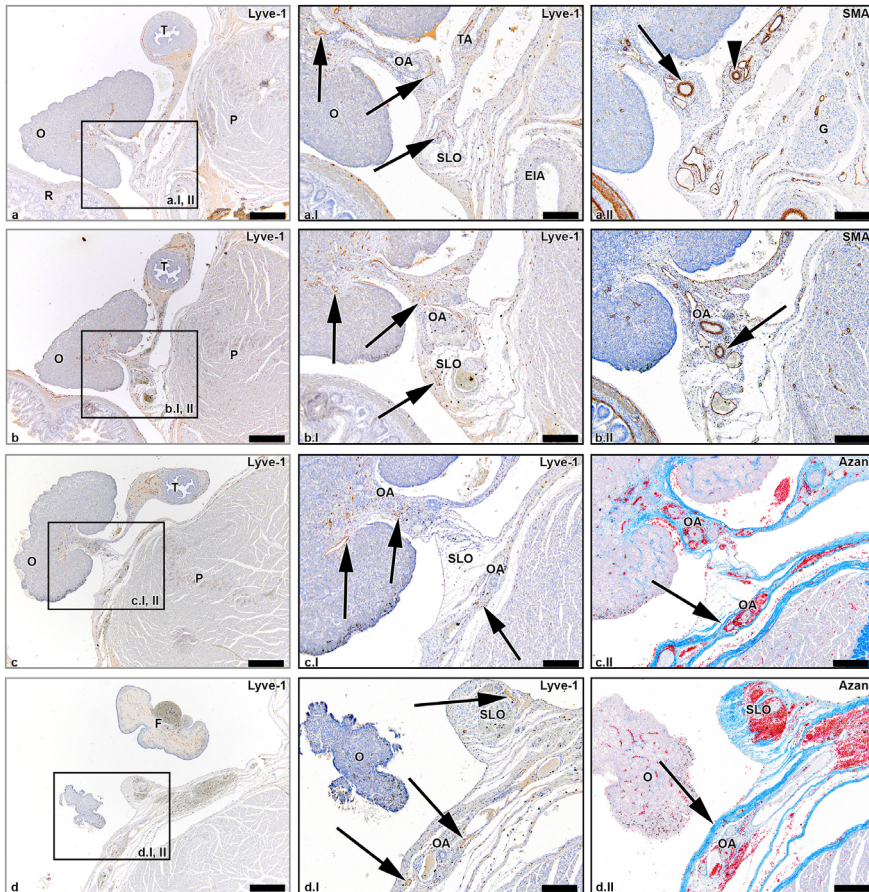 Lyve-1
T
O
P
R
a.I, II
a
Lyve-1
TA
OA
O
SLO
EIA
a.I
SMA
G
a.II
Lyve-1
T
O
P
b.I, II
b
Lyve-1
OA
SLO
b.I
SMA
OA
b.II
Lyve-1
T
O
P
c.I, II
c
Lyve-1
OA
SLO
OA
c.I
Azan
OA
OA
c.II
Lyve-1
F
d.I, II
d
Lyve-1
SLO
O
OA
d.I
Azan
SLO
O
OA
d.II